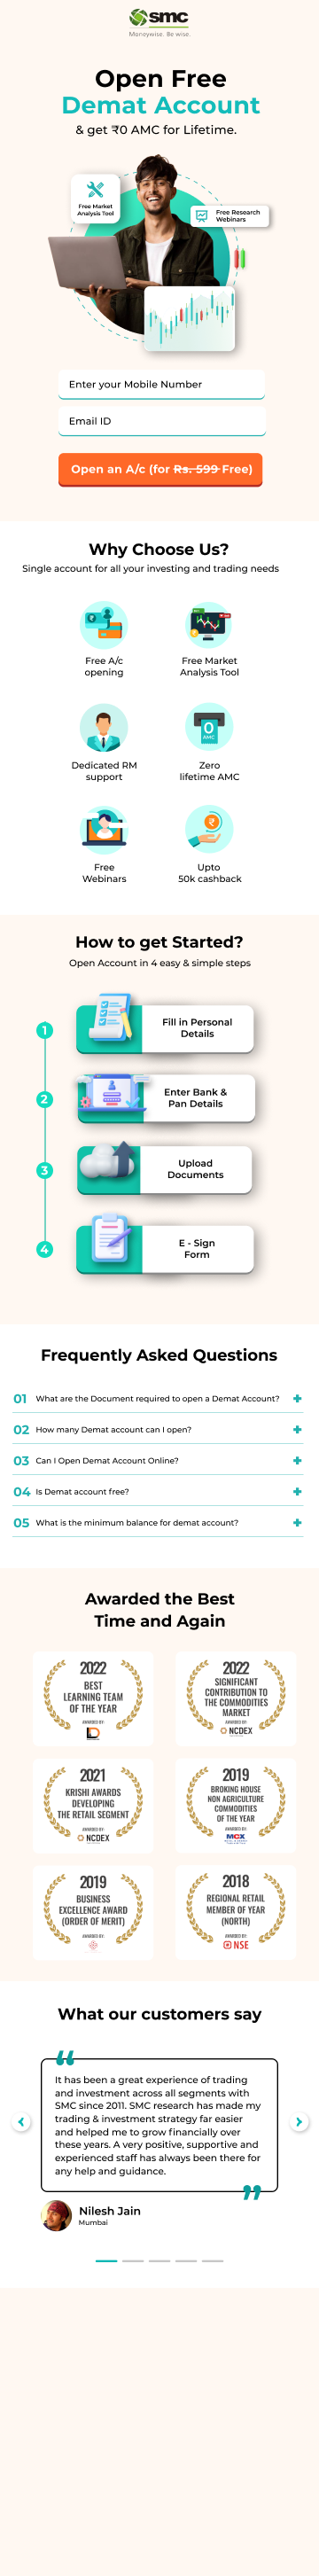 smc
Moneywise. Be wise.
Open Free
Demat Account
& get ₹0 AMC for Lifetime.
Free Market
Analysis Tool
Free Research
Webinars
Enter your Mobile Number
Email ID
Open an A/c (for Rs. 599 Free)
Why Choose Us?
Single account for all your investing and trading needs
Free A/c
opening
Free Market
Analysis Tool
0
AMC
Dedicated RM
support
Zero
lifetime AMC
Free
Webinars
Upto
50k cashback
How to get Started?
Open Account in 4 easy & simple steps
1
Fill in Personal
Details
2
Enter Bank &
Pan Details
3
Upload
Documents
4
E - Sign
Form
Frequently Asked Questions
01 What are the Document required to open a Demat Account? +
02 How many Demat account can I open? +
03 Can I Open Demat Account Online? +
04 Is Demat account free? +
05 What is the minimum balance for demat account? +
Awarded the Best
Time and Again
2022
BEST
LEARNING TEAM
OF THE YEAR
AWARDED BY:
2022
SIGNIFICANT
CONTRIBUTION TO
THE COMMODITIES
MARKET
AWARDED BY:
NCDEX
2021
KRISHI AWARDS
DEVELOPING
THE RETAIL SEGMENT
AWARDED BY:
NCDEX
2019
BROKING HOUSE
NON AGRICULTURE
COMMODITIES
OF THE YEAR
AWARDED BY:
MCX
2019
BUSINESS
EXCELLENCE AWARD
(ORDER OF MERIT)
AWARDED BY:
2018
REGIONAL RETAIL
MEMBER OF YEAR
(NORTH)
AWARDED BY:
NSE
What our customers say
It has been a great experience of trading
and investment across all segments with
SMC since 2011. SMC research has made my
trading & investment strategy far easier
and helped me to grow financially over
these years. A very positive, supportive and
experienced staff has always been there for
any help and guidance.
Nilesh Jain
Mumbai